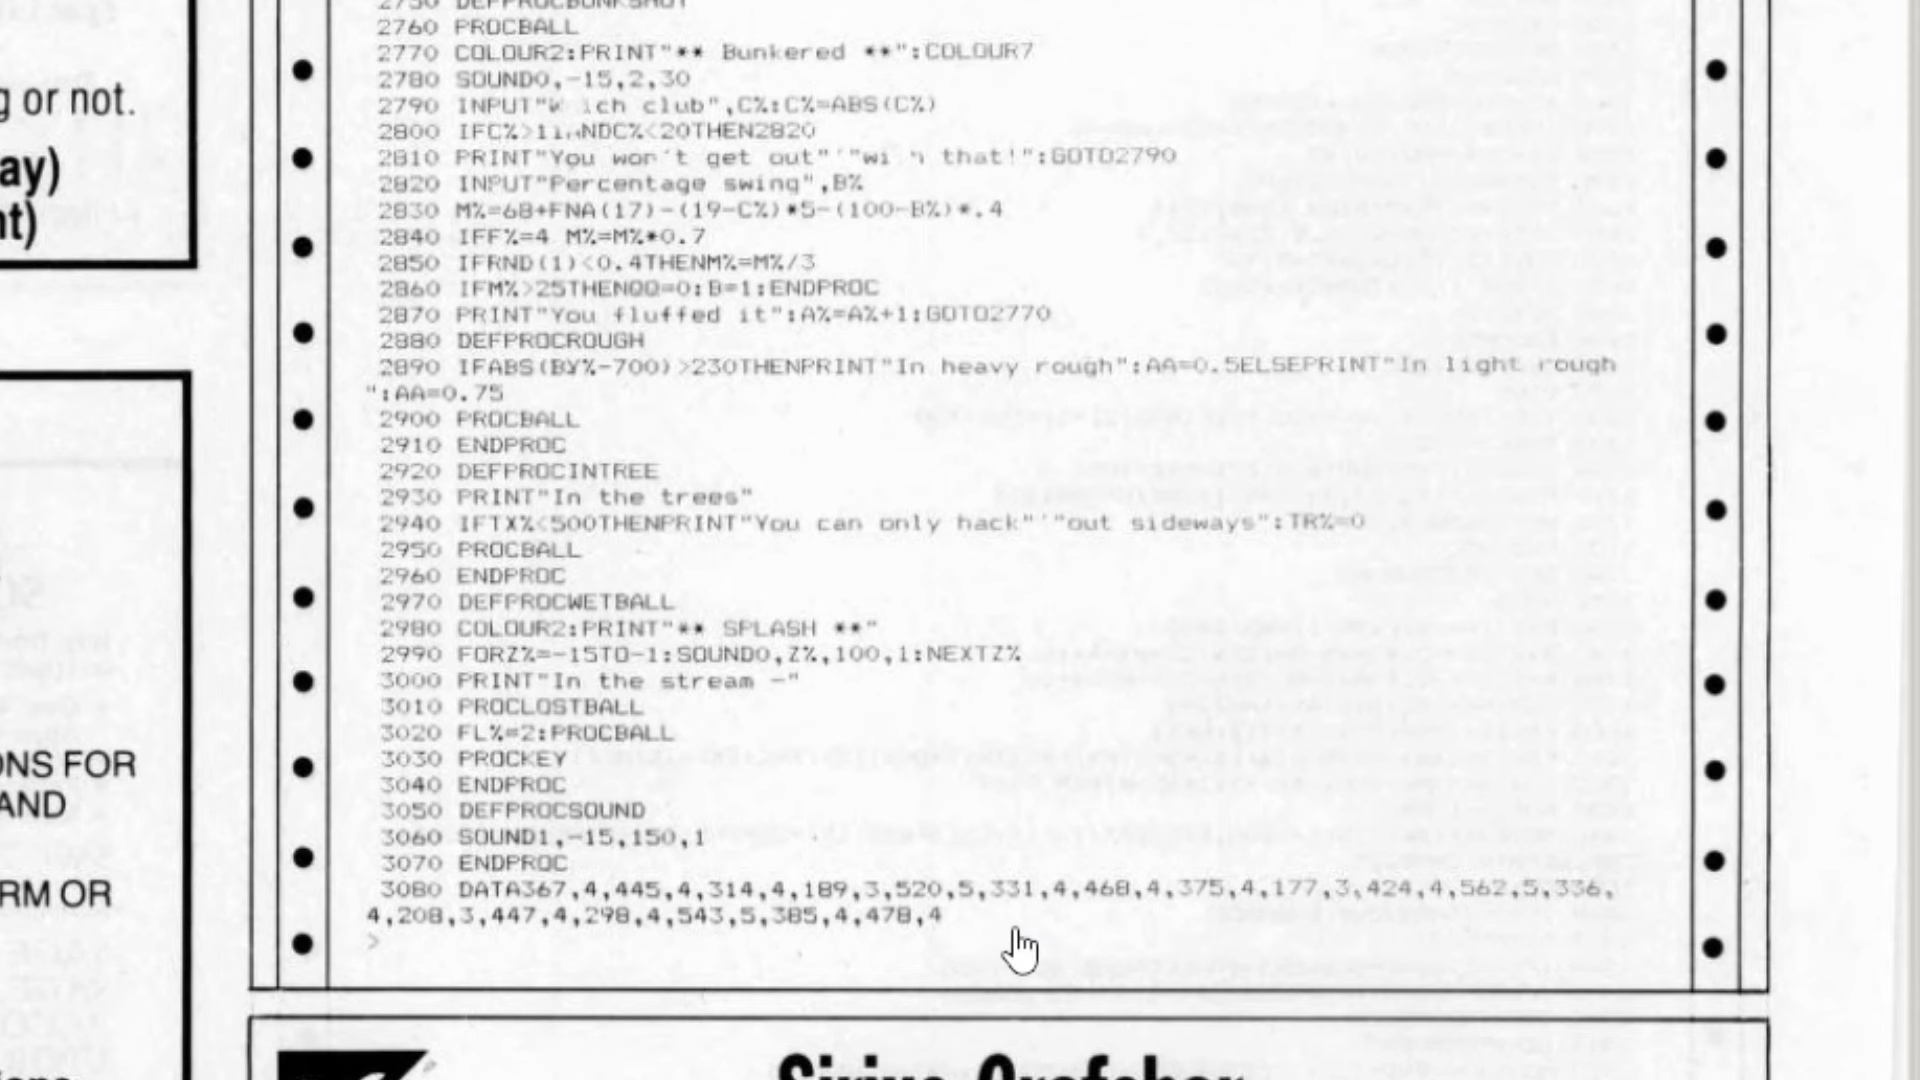 g or not.
ay)
nt)
ONS FOR
AND
RM OR
2750 DEFPROCBUNKSHOT
2760 PROCBALL
2770 COLOUR2:PRINT"** Bunkered **":COLOUR7
2780 SOUND0,-15,2,30
2790 INPUT"W ich club",C%:C%=ABS(C%)
2800 IFC%>11 NDC%<20THEN2820
2810 PRINT"You won't get out"'"wi h that!":GOTO2790
2820 INPUT"Percentage swing",B%
2830 M%=68+FNA(17)-(19-C%)*5-(100-B%)*.4
2840 IFF%=4 M%=M%*0.7
2850 IFRND(1)<0.4THENM%=M%/3
2860 IFM%>25THENQQ=0:B=1:ENDPROC
2870 PRINT"You fluffed it":A%=A%+1:GOTO2770
2880 DEFPROCROUGH
2890 IFABS(BY%-700)>230THENPRINT"In heavy rough":AA=0.5ELSEPRINT"In light rough
":AA=0.75
2900 PROCBALL
2910 ENDPROC
2920 DEFPROCINTREE
2930 PRINT"In the trees"
2940 IFTX%<500THENPRINT"You can only hack"'"out sideways":TR%=0
2950 PROCBALL
2960 ENDPROC
2970 DEFPROCWETBALL
2980 COLOUR2:PRINT"** SPLASH **"
2990 FORZ%=-15TO-1:SOUND0,Z%,100,1:NEXTZ%
3000 PRINT"In the stream -"
3010 PROCLOSTBALL
3020 FL%=2:PROCBALL
3030 PROCKEY
3040 ENDPROC
3050 DEFPROCSOUND
3060 SOUND1,-15,150,1
3070 ENDPROC
3080 DATA367,4,445,4,314,4,189,3,520,5,331,4,468,4,375,4,177,3,424,4,562,5,336,
4,208,3,447,4,298,4,543,5,385,4,478,4
>